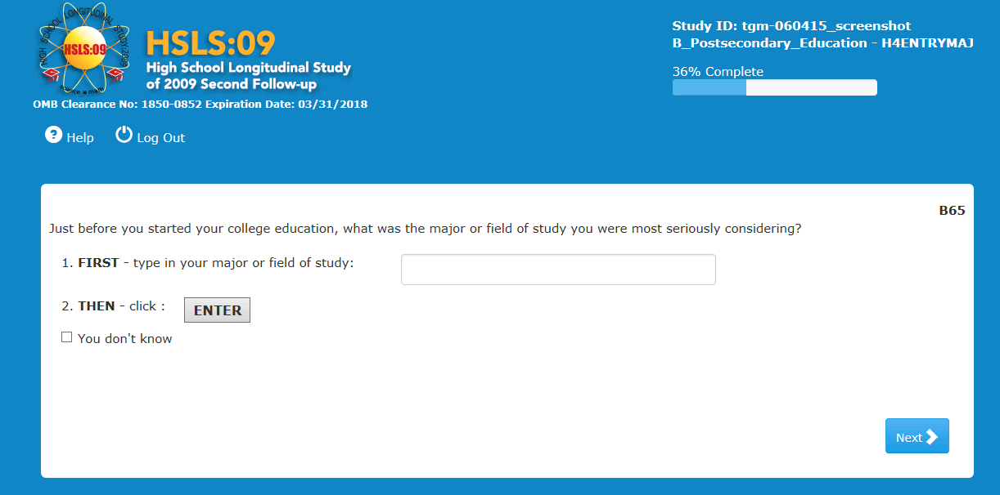 HIGH SCHOOL LONGITUDINAL STUDY:2009
HSLS:09
science ★ math
HSLS:09
High School Longitudinal Study
of 2009 Second Follow-up
OMB Clearance No: 1850-0852 Expiration Date: 03/31/2018
Study ID: tgm-060415_screenshot
B_Postsecondary_Education - H4ENTRYMAJ
36% Complete
? Help
Log Out
B65
Just before you started your college education, what was the major or field of study you were most seriously considering?
1. FIRST - type in your major or field of study:
2. THEN - click : ENTER
You don't know
Next